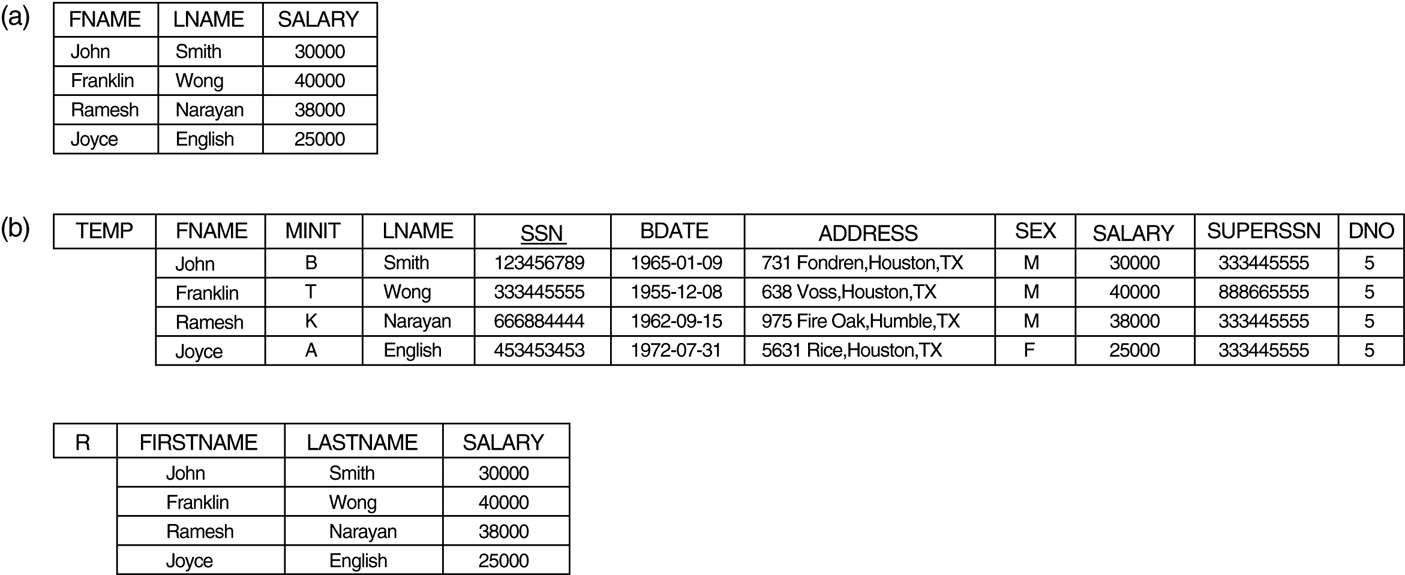 (a) FNAME LNAME SALARY
John Smith 30000
Franklin Wong 40000
Ramesh Narayan 38000
Joyce English 25000
(b) TEMP FNAME MINIT LNAME SSN BDATE ADDRESS SEX SALARY SUPERSSN DNO
John B Smith 123456789 1965-01-09 731 Fondren,Houston,TX M 30000 333445555 5
Franklin T Wong 333445555 1955-12-08 638 Voss,Houston,TX M 40000 888665555 5
Ramesh K Narayan 666884444 1962-09-15 975 Fire Oak,Humble,TX M 38000 333445555 5
Joyce A English 453453453 1972-07-31 5631 Rice,Houston,TX F 25000 333445555 5
R FIRSTNAME LASTNAME SALARY
John Smith 30000
Franklin Wong 40000
Ramesh Narayan 38000
Joyce English 25000